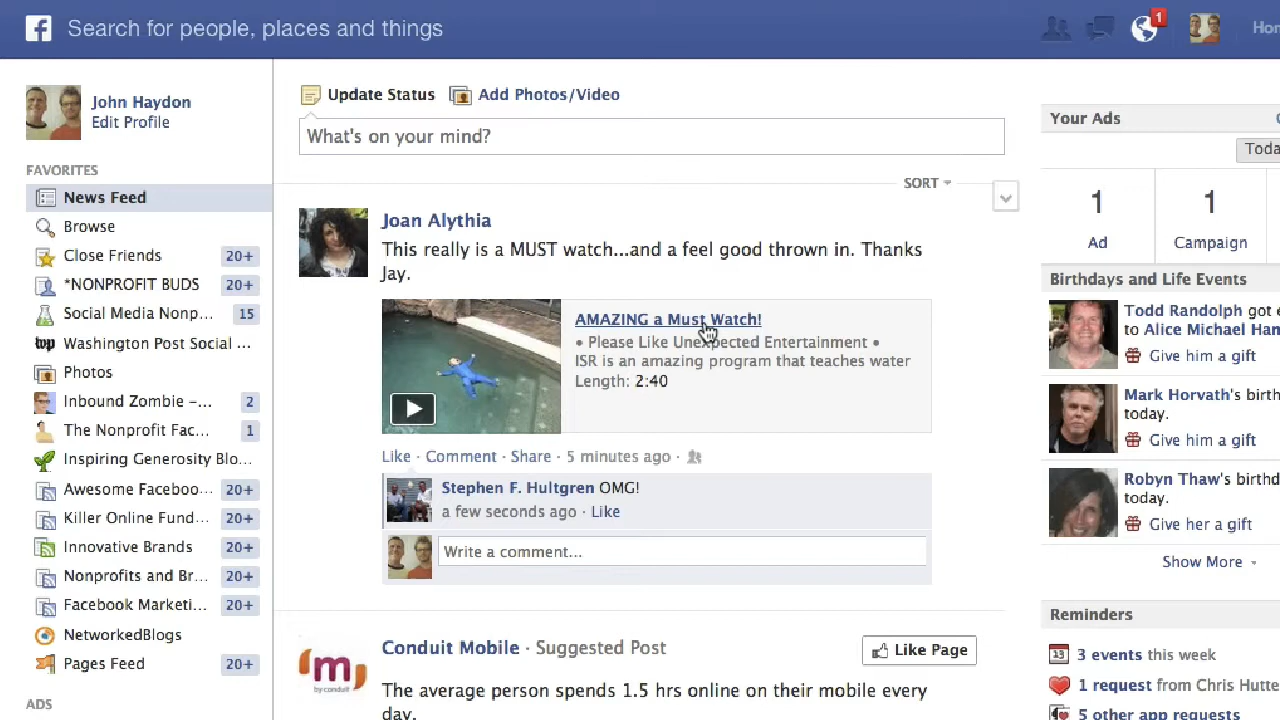 f Search for people, places and things
1
John Haydon
Edit Profile
FAVORITES
News Feed
Browse
Close Friends 20+
*NONPROFIT BUDS 20+
Social Media Nonp... 15
wp Washington Post Social ...
Photos
Inbound Zombie –... 2
The Nonprofit Fac... 1
Inspiring Generosity Blo...
Awesome Faceboo... 20+
Killer Online Fund... 20+
Innovative Brands 20+
Nonprofits and Br... 20+
Facebook Marketi... 20+
NetworkedBlogs
Pages Feed 20+
ADS
Update Status Add Photos/Video
What's on your mind?
SORT
Joan Alythia
This really is a MUST watch...and a feel good thrown in. Thanks
Jay.
AMAZING a Must Watch!
• Please Like Unexpected Entertainment •
ISR is an amazing program that teaches water
Length: 2:40
Like · Comment · Share · 5 minutes ago ·
Stephen F. Hultgren OMG!
a few seconds ago · Like
Write a comment...
Conduit Mobile · Suggested Post
Like Page
m
by conduit
The average person spends 1.5 hrs online on their mobile every
day.
Your Ads
1 1
Ad Campaign
Birthdays and Life Events
Todd Randolph got
to Alice Michael
Give him a gift
Mark Horvath's
today.
Give him a gift
Robyn Thaw's
today.
Give her a gift
Show More
Reminders
13 3 events this week
1 request from Chris
5 other app requests